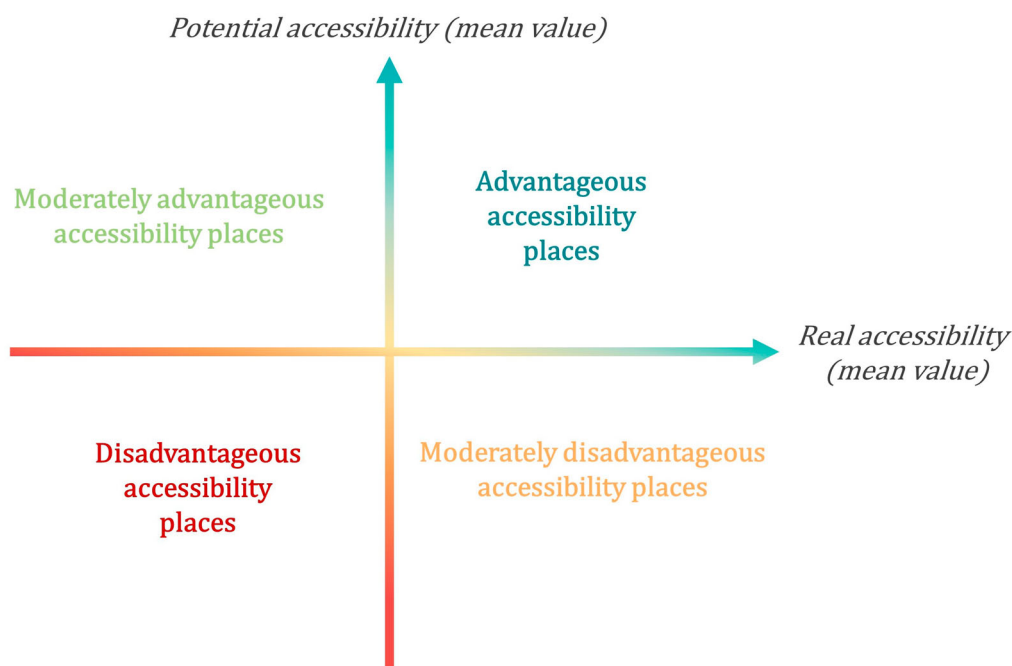 Potential accessibility (mean value)
Moderately advantageous
accessibility places
Advantageous
accessibility
places
Real accessibility
(mean value)
Disadvantageous
accessibility
places
Moderately disadvantageous
accessibility places